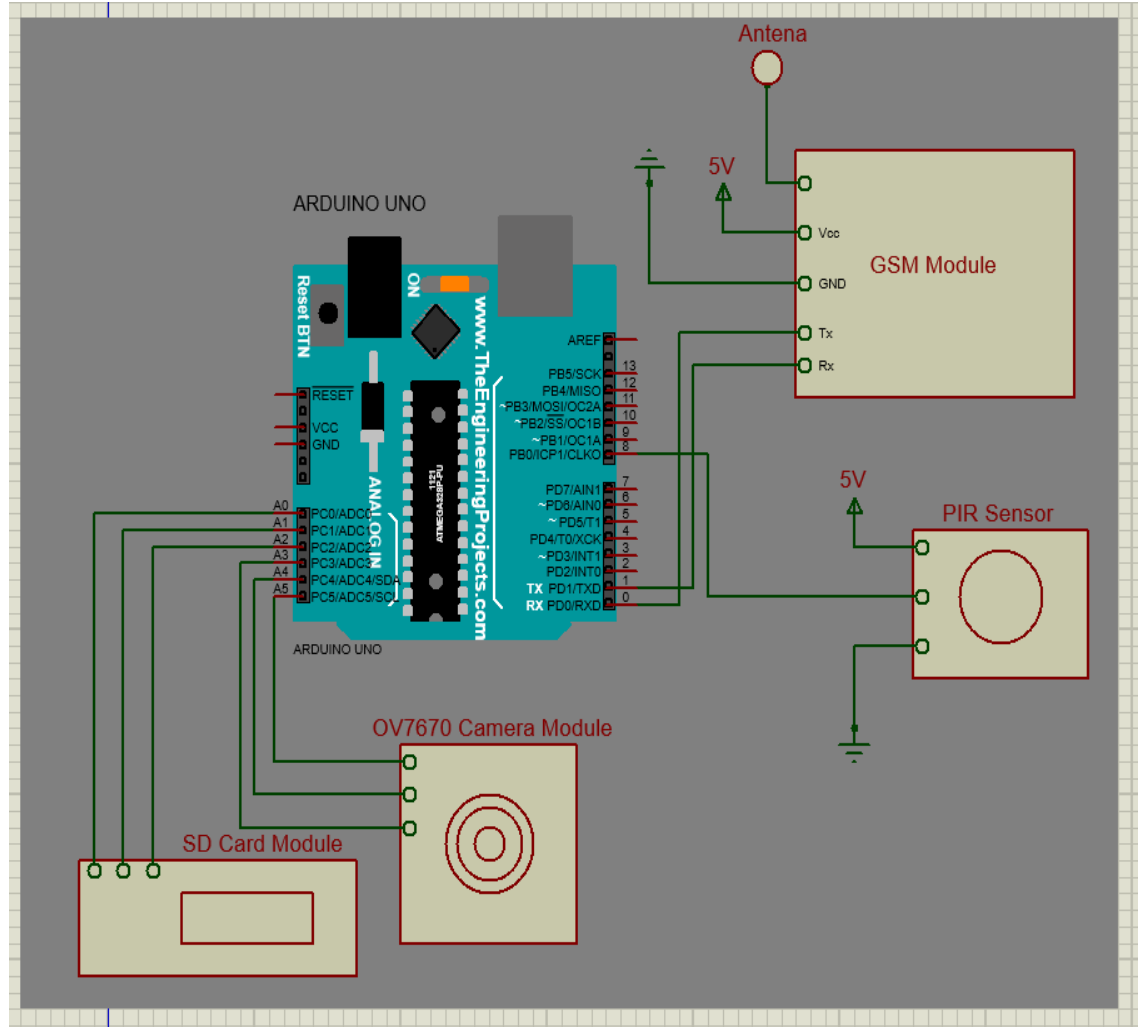 Antena
5V
Vcc
GSM Module
GND
Tx
Rx
ARDUINO UNO
Reset BTN
ON
www.TheEngineeringProjects.com
AREF
PB5/SCK 13
PB4/MISO 12
~PB3/MOSI/OC2A 11
~PB2/SS/OC1B 10
~PB1/OC1A 9
PB0/ICP1/CLKO 8
RESET
VCC
GND
ANALOG IN
1121
ATMEGA328P-PU
PD7/AIN1 7
~PD6/AIN0 6
~PD5/T1 5
PD4/T0/XCK 4
~PD3/INT1 3
PD2/INT0 2
TX PD1/TXD 1
RX PD0/RXD 0
A0 PC0/ADC0
A1 PC1/ADC1
A2 PC2/ADC2
A3 PC3/ADC3
A4 PC4/ADC4/SDA
A5 PC5/ADC5/SCL
ARDUINO UNO
5V
PIR Sensor
OV7670 Camera Module
SD Card Module